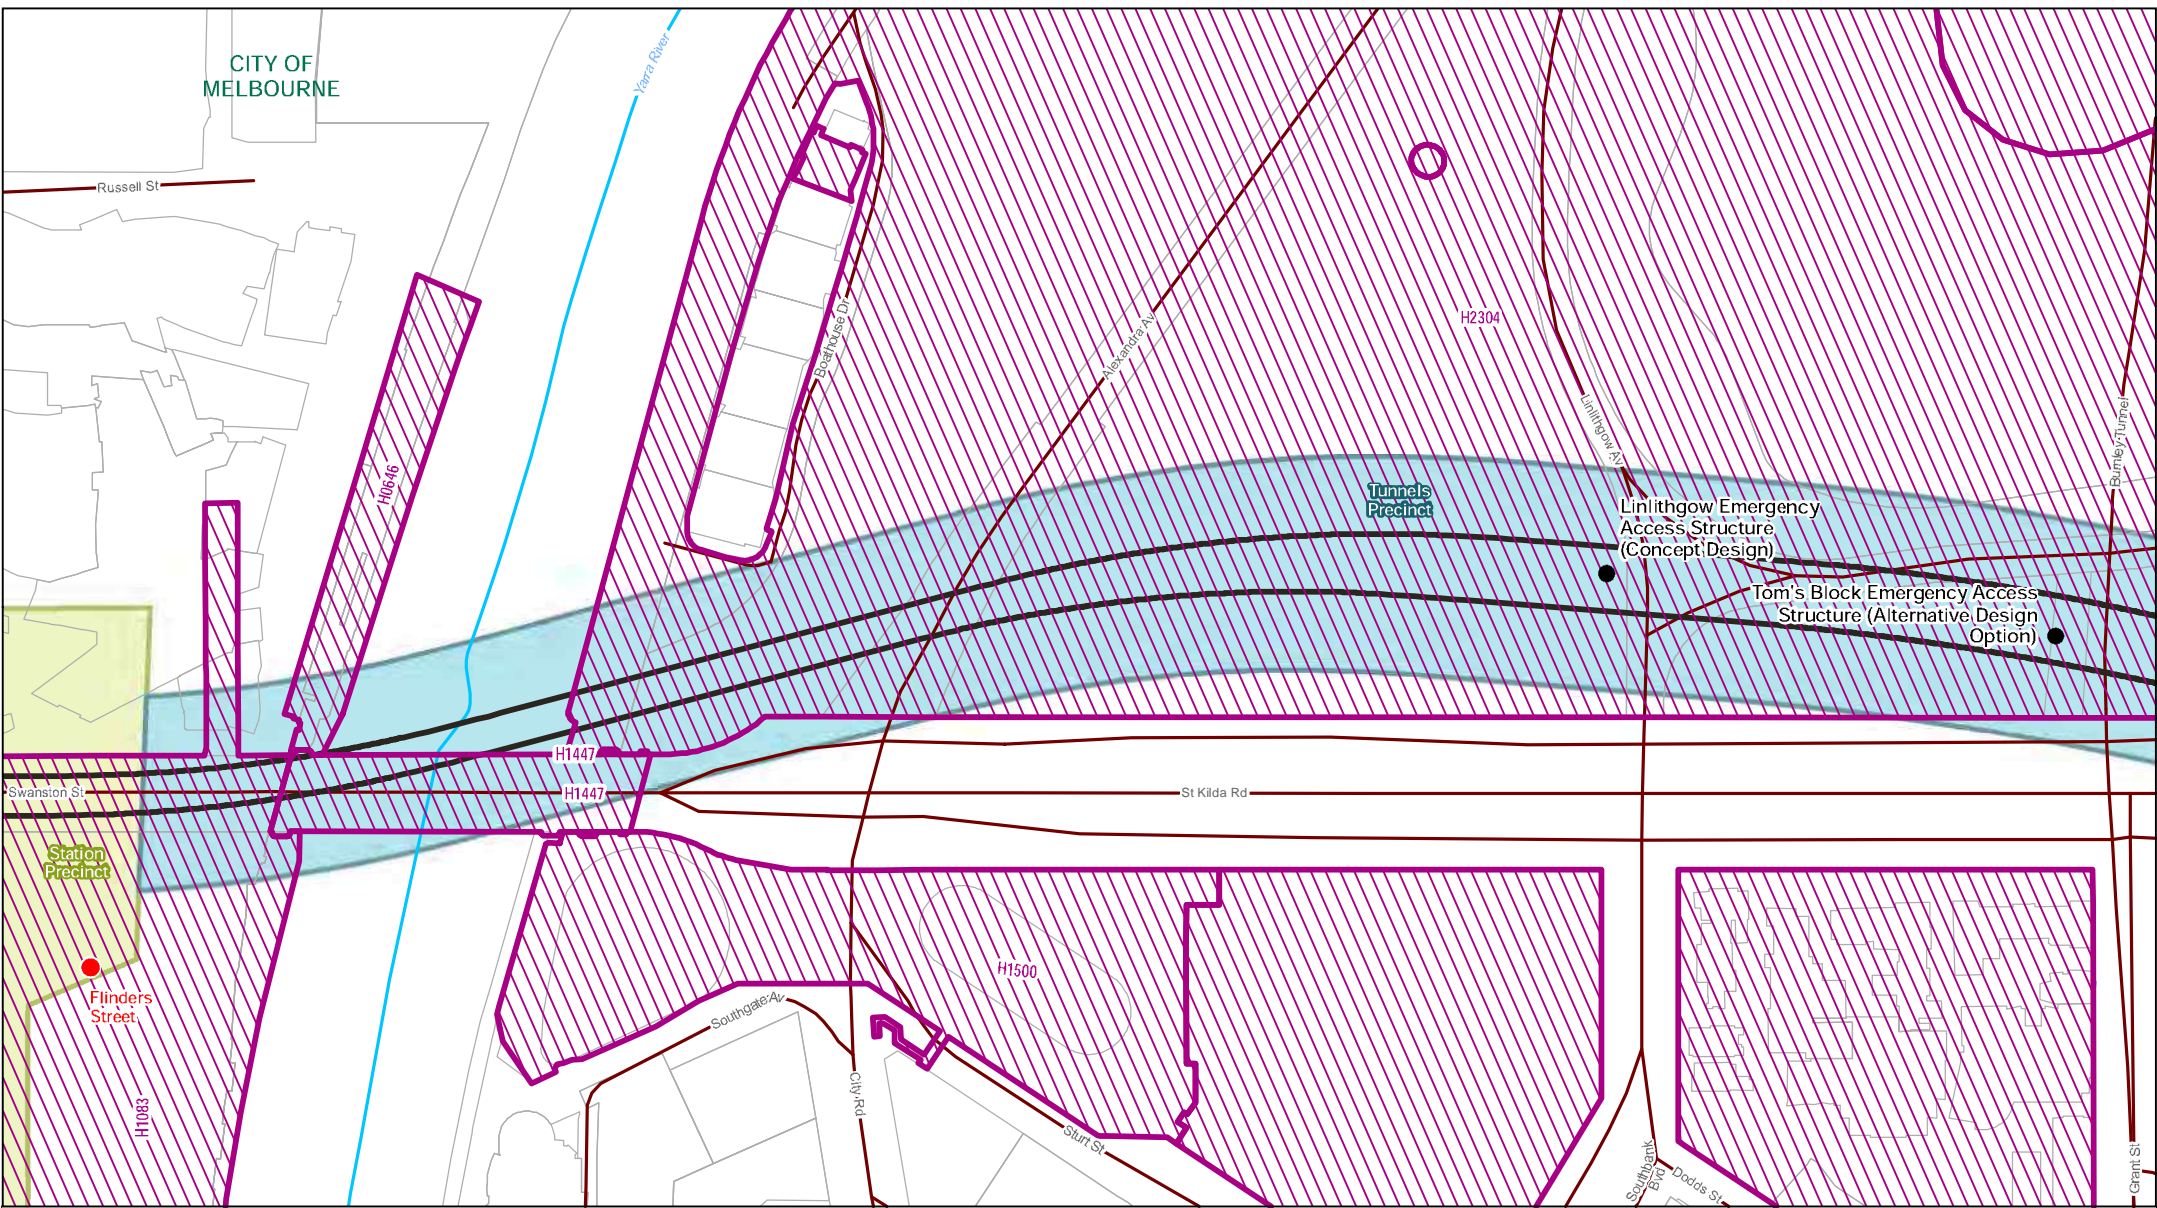 CITY OF
MELBOURNE
Yarra River
Russell St
Boathouse Dr
Alexandra Av
H2304
Linlithgow Av
Burnley Tunnel
H0646
Tunnels
Precinct
Linlithgow Emergency
Access Structure
(Concept Design)
Tom's Block Emergency Access
Structure (Alternative Design
Option)
H1447
Swanston St
H1447
St Kilda Rd
Station
Precinct
Flinders
Street
H1083
H1500
Southgate Av
City Rd
Sturt St
Southbank
Bvd
Dodds St
Grant St